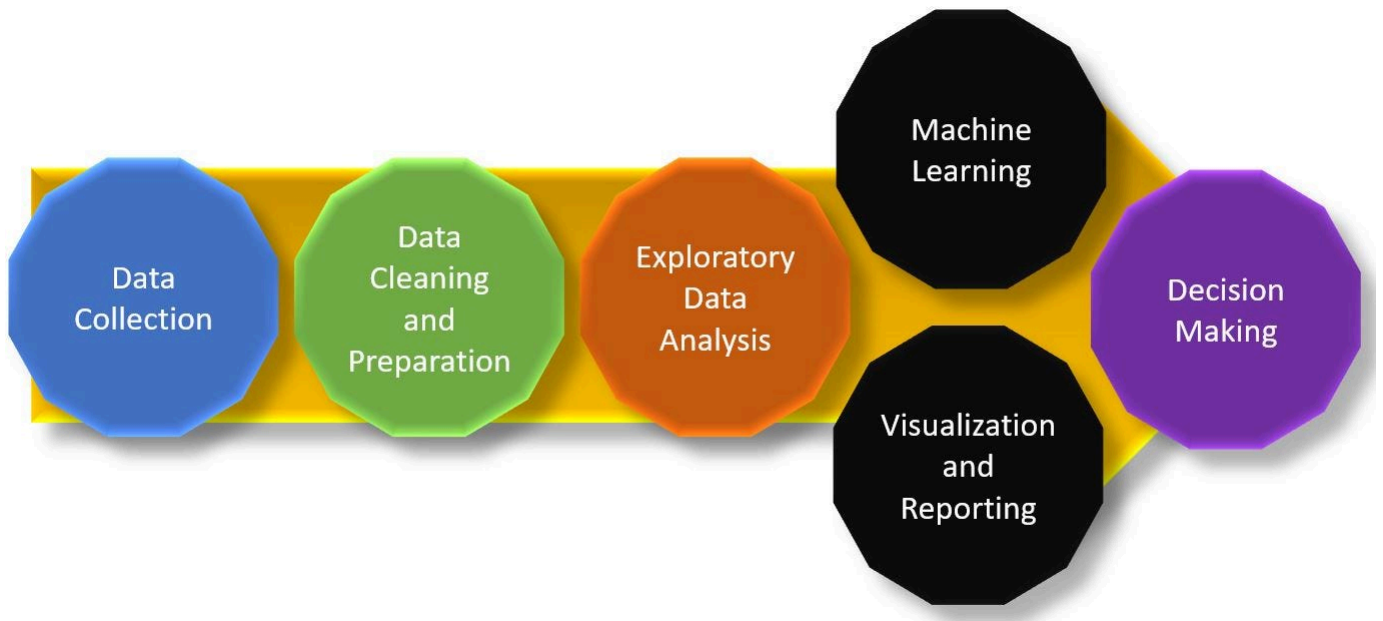 Data
Collection
Data
Cleaning
and
Preparation
Exploratory
Data
Analysis
Machine
Learning
Visualization
and
Reporting
Decision
Making